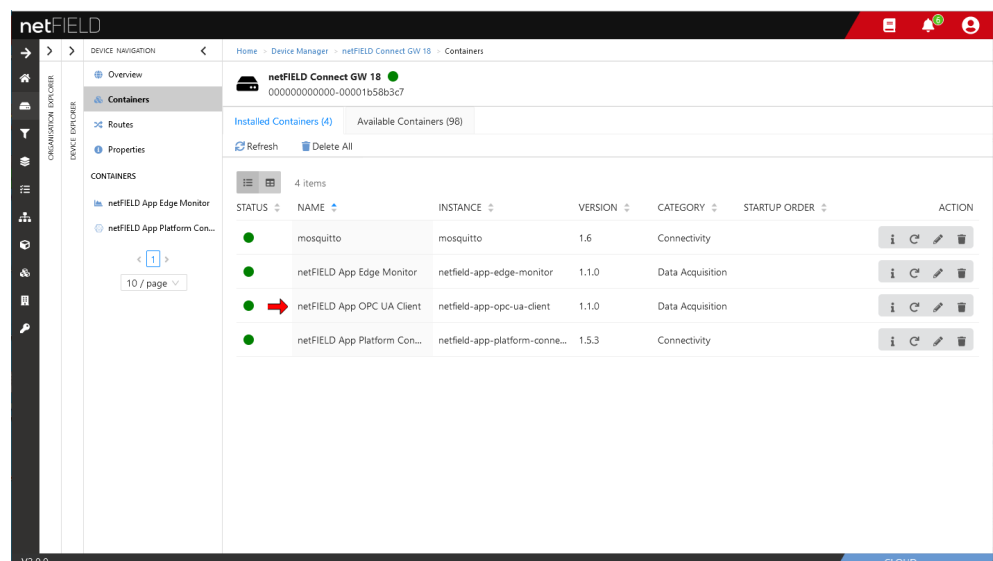 netFIELD
6
DEVICE NAVIGATION
Home > Device Manager > netFIELD Connect GW 18 > Containers
ORGANISATION EXPLORER
DEVICE EXPLORER
Overview
Containers
Routes
Properties
CONTAINERS
netFIELD App Edge Monitor
netFIELD App Platform Con...
< 1 >
10 / page
netFIELD Connect GW 18
000000000000-00001b58b3c7
Installed Containers (4) Available Containers (98)
Refresh Delete All
4 items
STATUS NAME INSTANCE VERSION CATEGORY STARTUP ORDER ACTION
mosquitto mosquitto 1.6 Connectivity
netFIELD App Edge Monitor netfield-app-edge-monitor 1.1.0 Data Acquisition
netFIELD App OPC UA Client netfield-app-opc-ua-client 1.1.0 Data Acquisition
netFIELD App Platform Con... netfield-app-platform-conne... 1.5.3 Connectivity